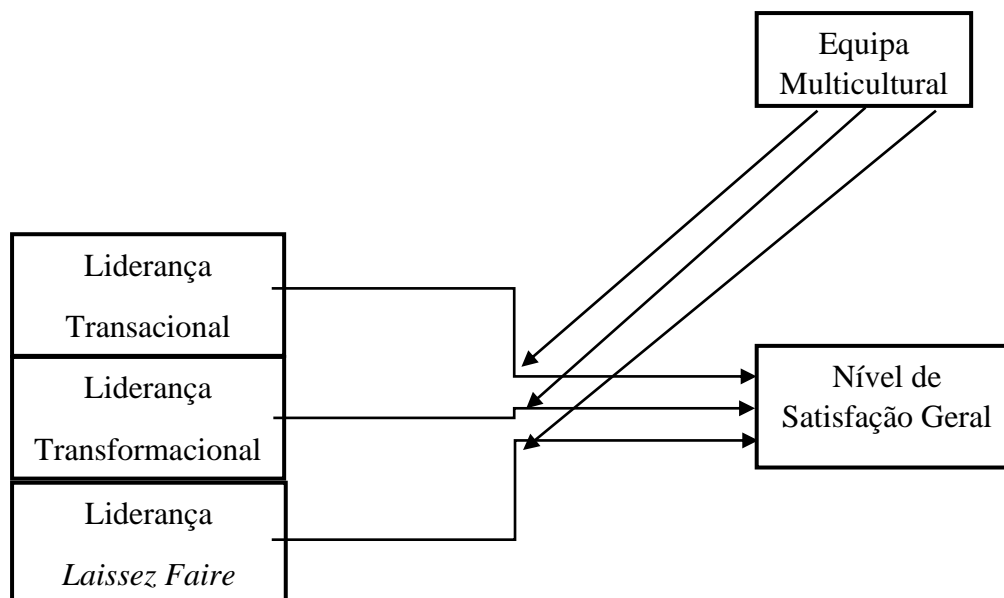 Equipa
Multicultural
Liderança
Transacional
Liderança
Transformacional
Liderança
Laissez Faire
Nível de
Satisfação Geral